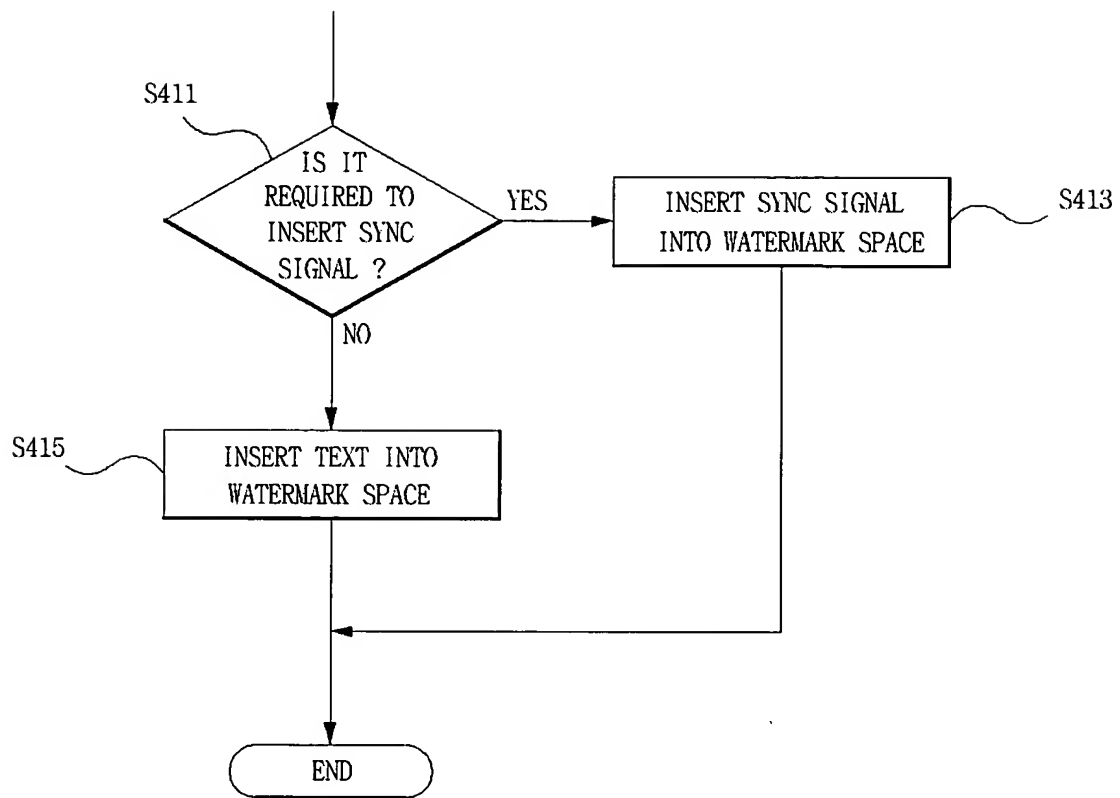 S411
IS IT
REQUIRED TO
INSERT SYNC
SIGNAL ?
YES
INSERT SYNC SIGNAL
INTO WATERMARK SPACE
S413
NO
S415
INSERT TEXT INTO
WATERMARK SPACE
END